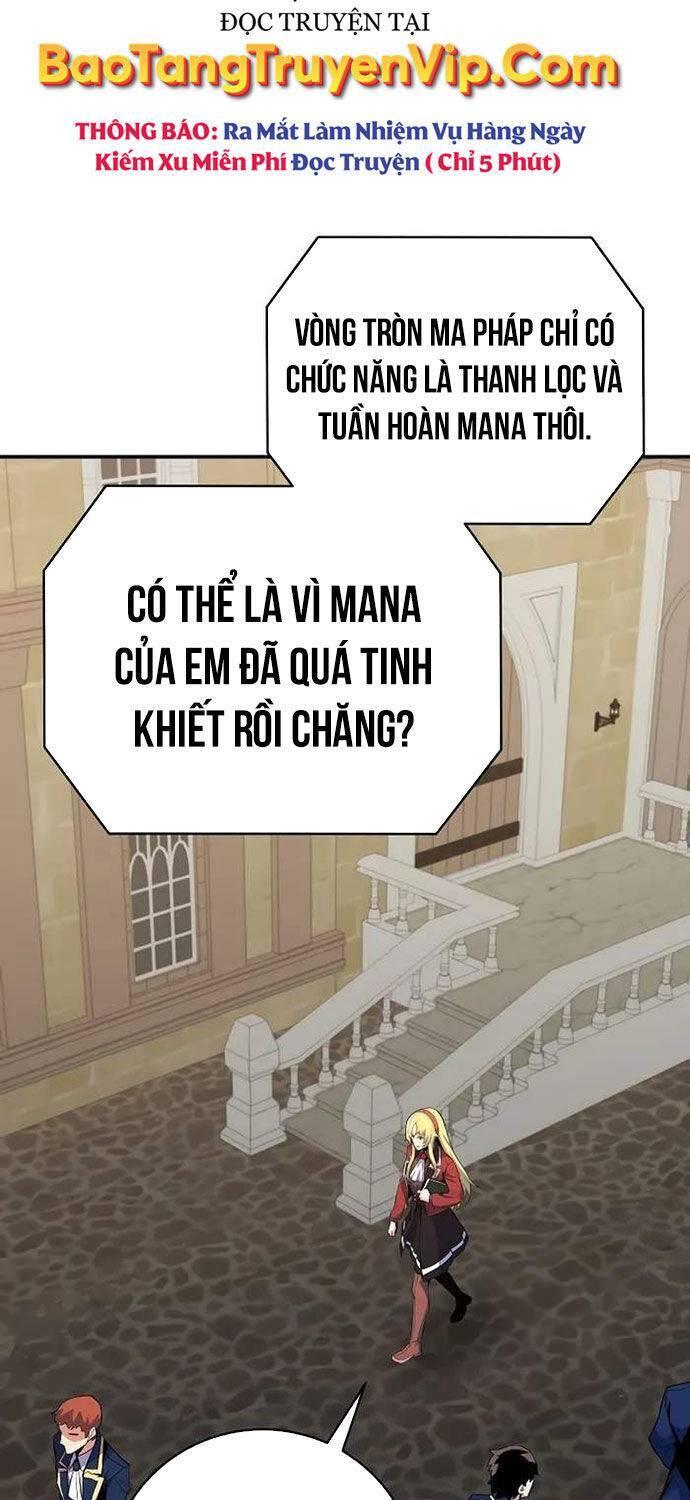 ĐỌC TRUYỆN TẠI
BaoTangTruyenVip.Com
THÔNG BÁO: Ra Mắt Làm Nhiệm Vụ Hàng Ngày
Kiếm Xu Miễn Phí Đọc Truyện ( Chỉ 5 Phút)
VÒNG TRÒN MA PHÁP CHỈ CÓ
CHỨC NĂNG LÀ THANH LỌC VÀ
TUẦN HOÀN MANA THÔI.
CÓ THỂ LÀ VÌ MANA
CỦA EM ĐÃ QUÁ TINH
KHIẾT RỒI CHĂNG?